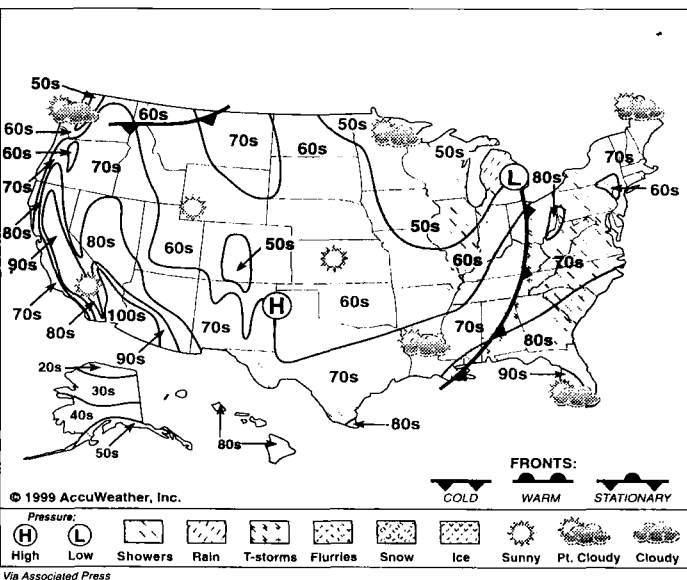 50s
60s
50s
50s
60s
70s
60s
50s
70s
60s
70s
L
80s
60s
70s
80s
80s
60s
50s
50s
60s
70s
90s
H
60s
70s
100s
70s
70s
80s
80s
90s
70s
90s
20s
30s
40s
50s
80s
80s
FRONTS:
COLD WARM STATIONARY
© 1999 AccuWeather, Inc.
Pressure:
H L
High Low Showers Rain T-storms Flurries Snow Ice Sunny Pt. Cloudy Cloudy
Via Associated Press